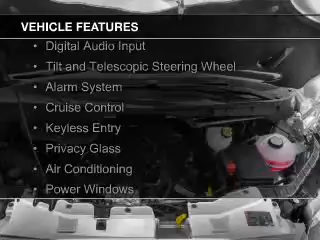 VEHICLE FEATURES
• Digital Audio Input
• Tilt and Telescopic Steering Wheel
• Alarm System
• Cruise Control
• Keyless Entry
• Privacy Glass
• Air Conditioning
• Power Windows